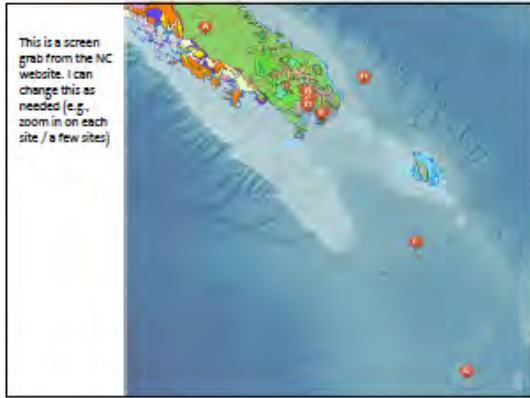 This is a screen
grab from the NC
website. I can
change this as
needed (e.g.,
zoom in on each
site / a few sites)
A